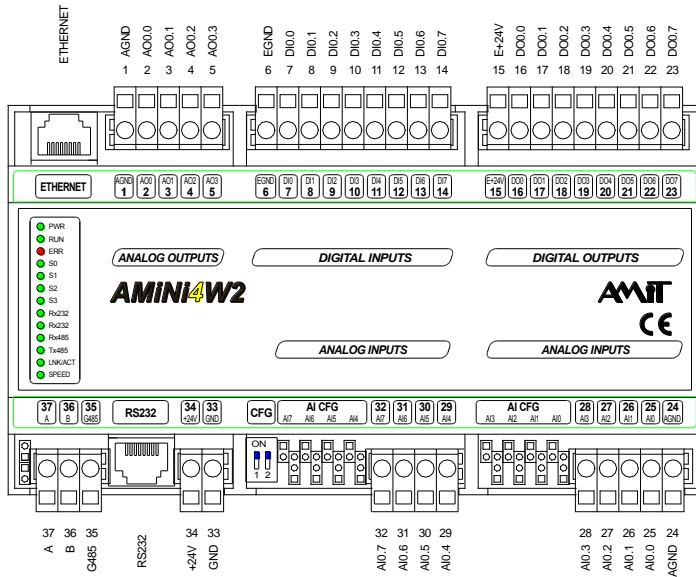 ETHERNET AGND AO0.0 AO0.1 AO0.2 AO0.3 EGND DI0.0 DI0.1 DI0.2 DI0.3 DI0.4 DI0.5 DI0.6 DI0.7 E+24V DO0.0 DO0.1 DO0.2 DO0.3 DO0.4 DO0.5 DO0.6 DO0.7
1 2 3 4 5 6 7 8 9 10 11 12 13 14 15 16 17 18 19 20 21 22 23
AGND AO0 AO1 AO2 AO3 EGND DI0 DI1 DI2 DI3 DI4 DI5 DI6 DI7 E+24V DO0 DO1 DO2 DO3 DO4 DO5 DO6 DO7
ETHERNET 1 2 3 4 5 6 7 8 9 10 11 12 13 14 15 16 17 18 19 20 21 22 23
PWR
RUN
ERR
S0
S1
S2
S3
Rx232
Rx232
Rx485
Tx485
LNK/ACT
SPEED
ANALOG OUTPUTS DIGITAL INPUTS DIGITAL OUTPUTS
AMiNi4W2 AMiT
CE
ANALOG INPUTS ANALOG INPUTS
37 36 35 RS232 34 33 CFG AI CFG 32 31 30 29 AI CFG 28 27 26 25 24
A B G485 +24V GND AI7 AI6 AI5 AI4 AI7 AI6 AI5 AI4 AI3 AI2 AI1 AI0 AI3 AI2 AI1 AI0 AGND
ON
1 2
37 36 35 34 33 32 31 30 29 28 27 26 25 24
A B G485 RS232 +24V GND AI0.7 AI0.6 AI0.5 AI0.4 AI0.3 AI0.2 AI0.1 AI0.0 AGND